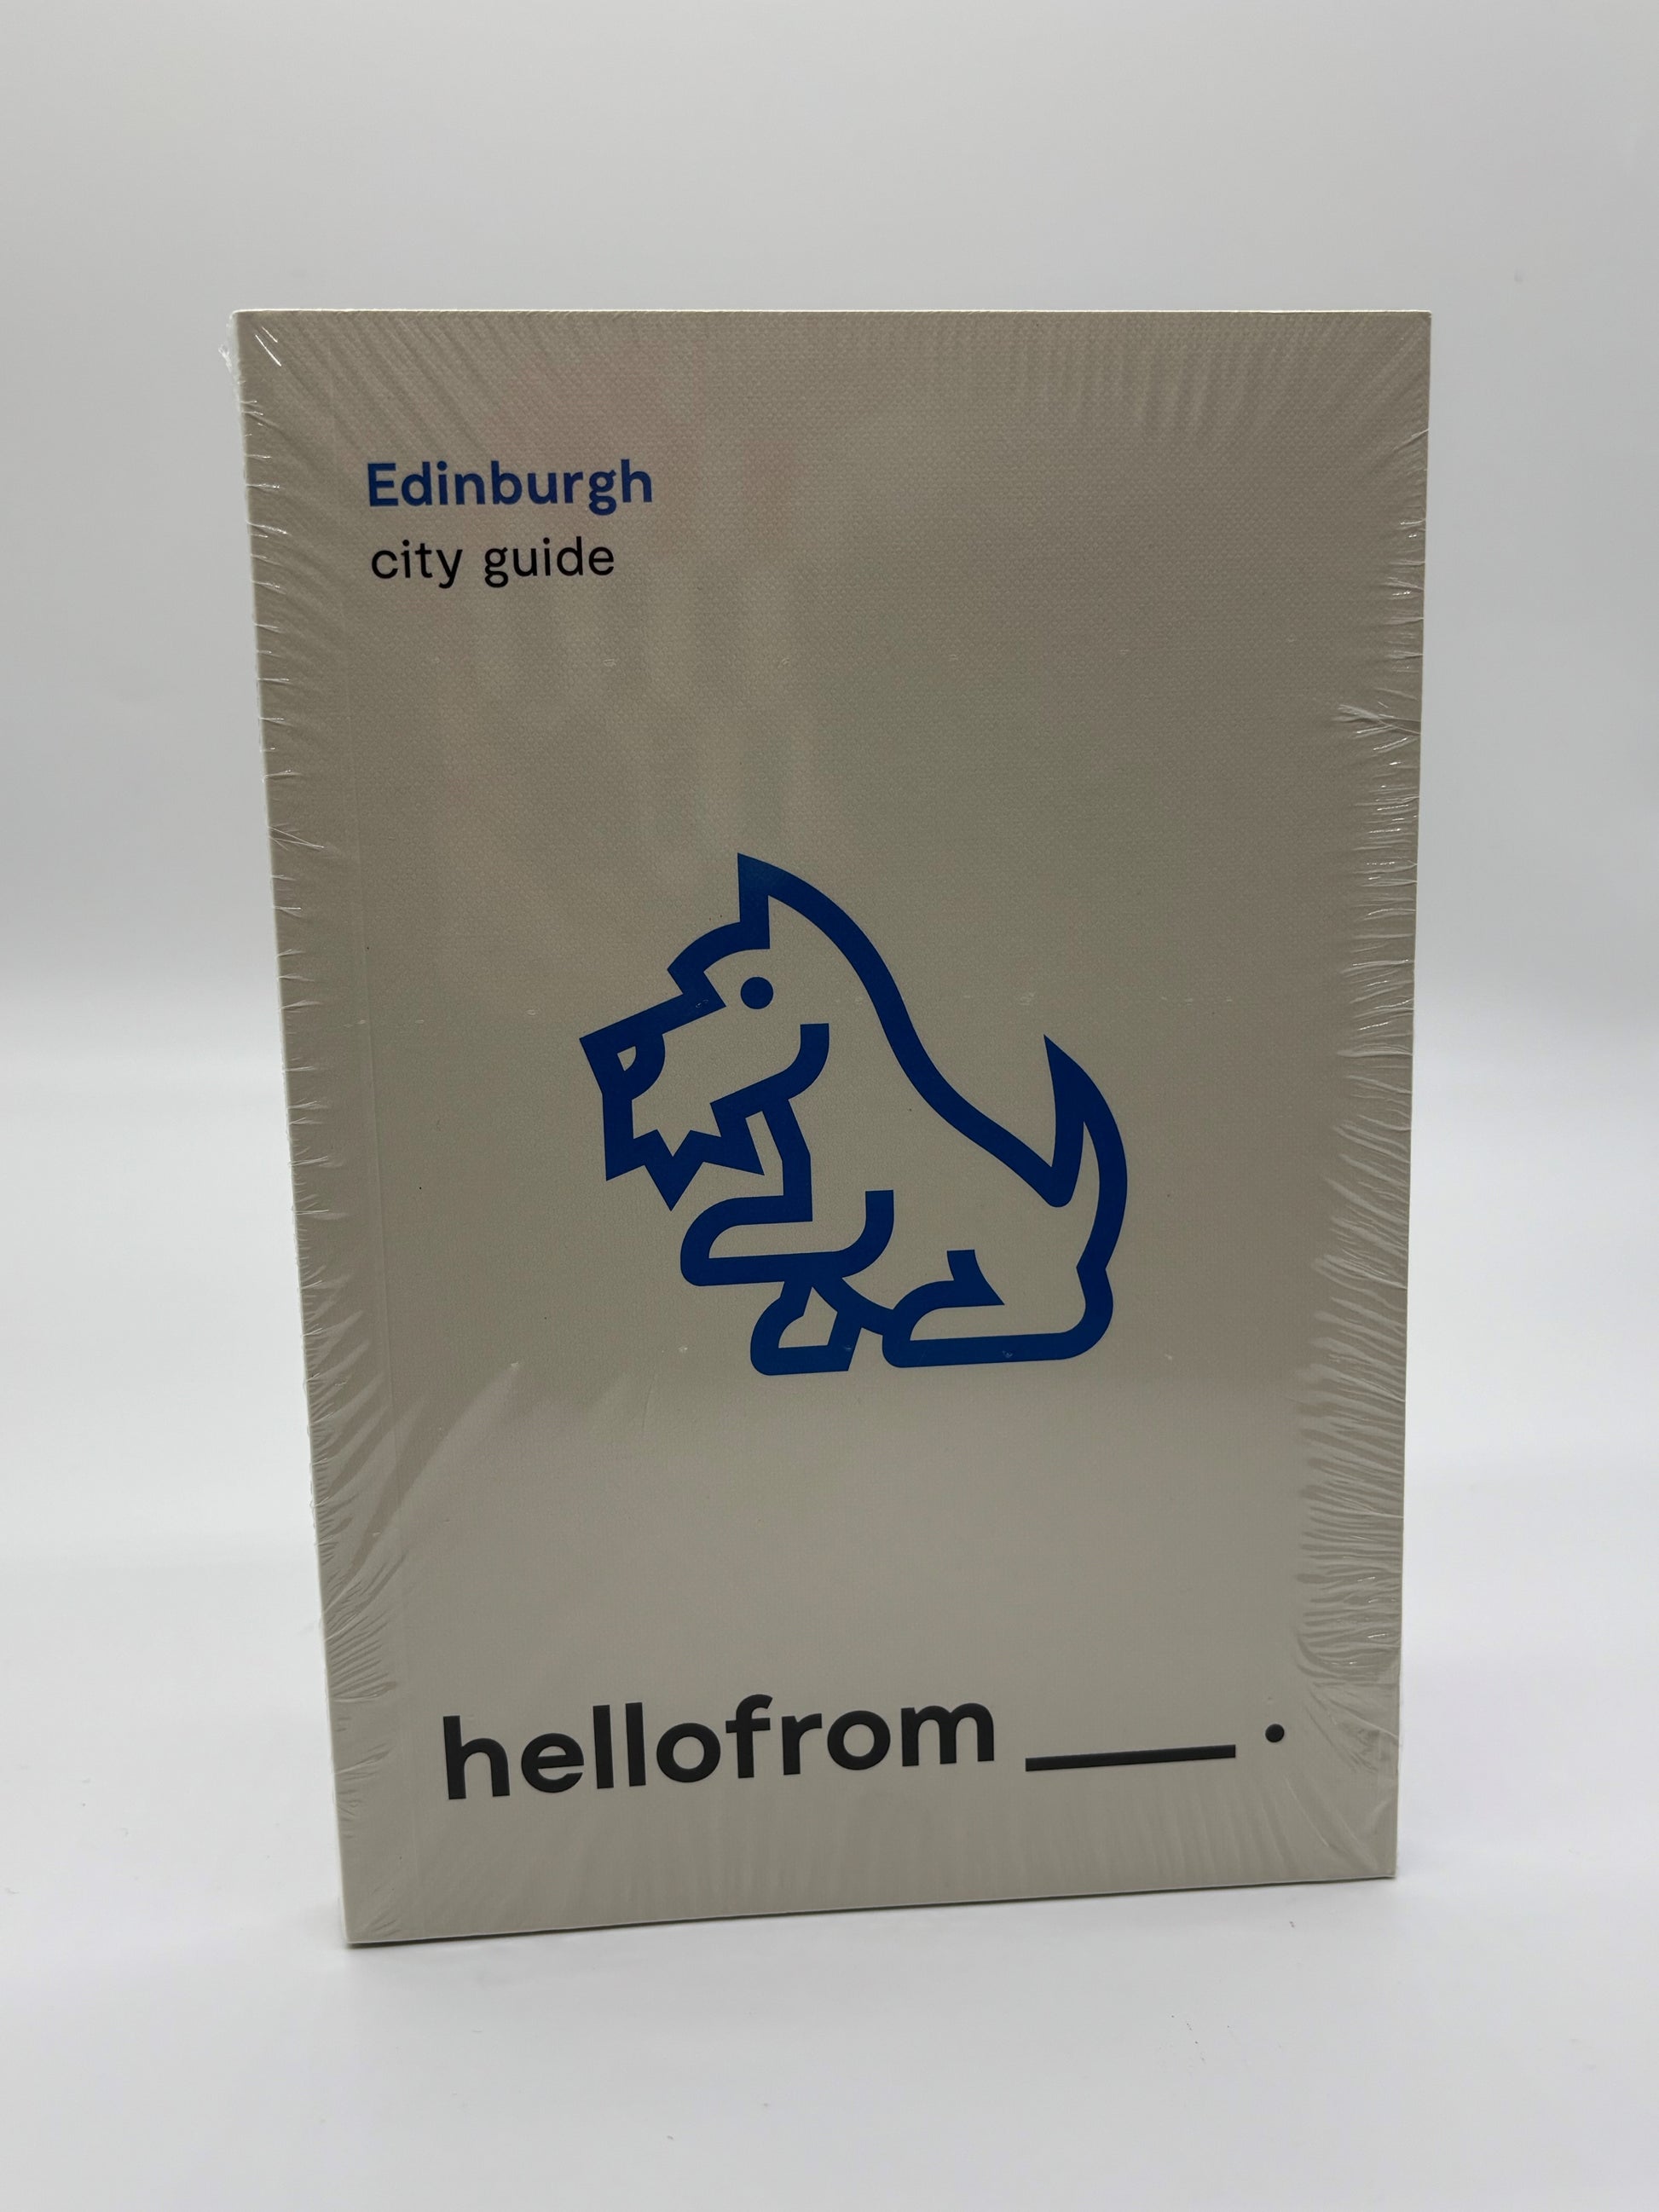 Edinburgh
city guide
hellofrom ___.